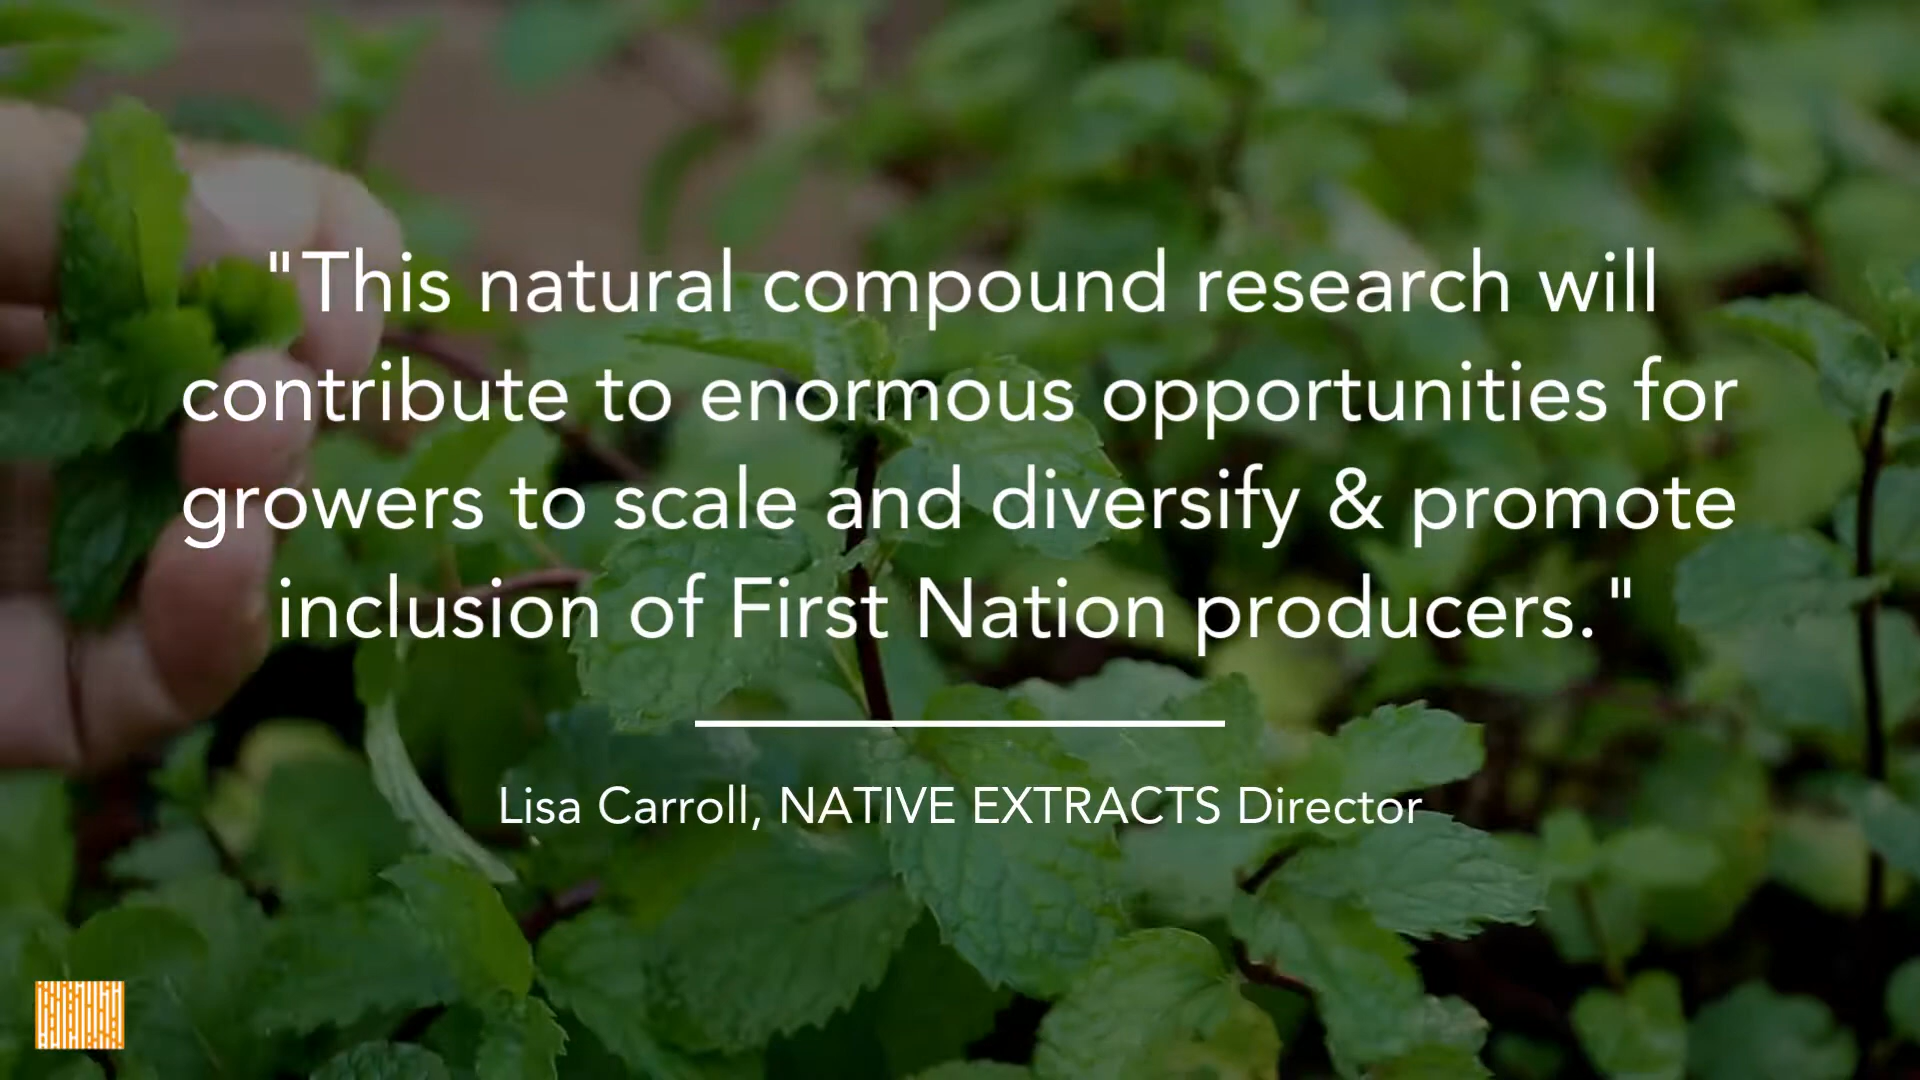 "This natural compound research will
contribute to enormous opportunities for
growers to scale and diversify & promote
inclusion of First Nation producers."
Lisa Carroll, NATIVE EXTRACTS Director